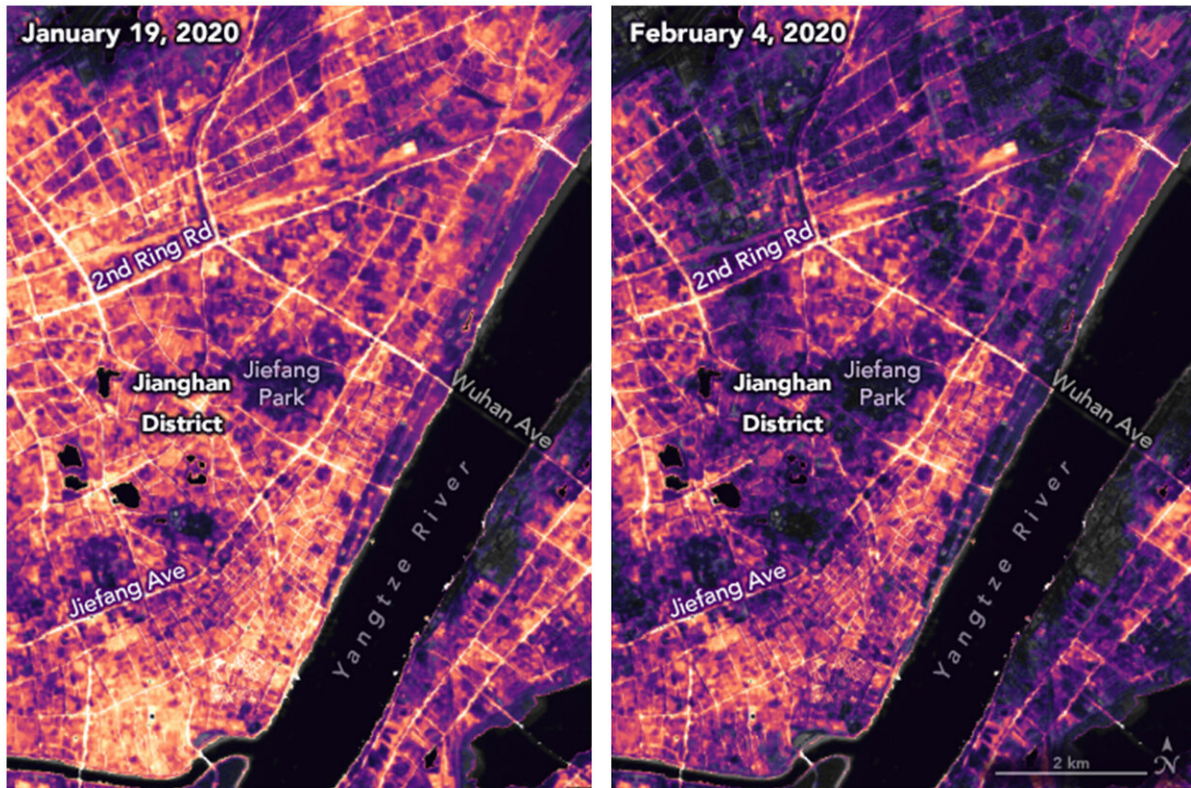 January 19, 2020
2nd Ring Rd
Jiefang
Park
Jianghan
District
Wuhan Ave
Yangtze River
Jiefang Ave
February 4, 2020
2nd Ring Rd
Jiefang
Park
Jianghan
District
Wuhan Ave
Yangtze River
Jiefang Ave
2 km
N